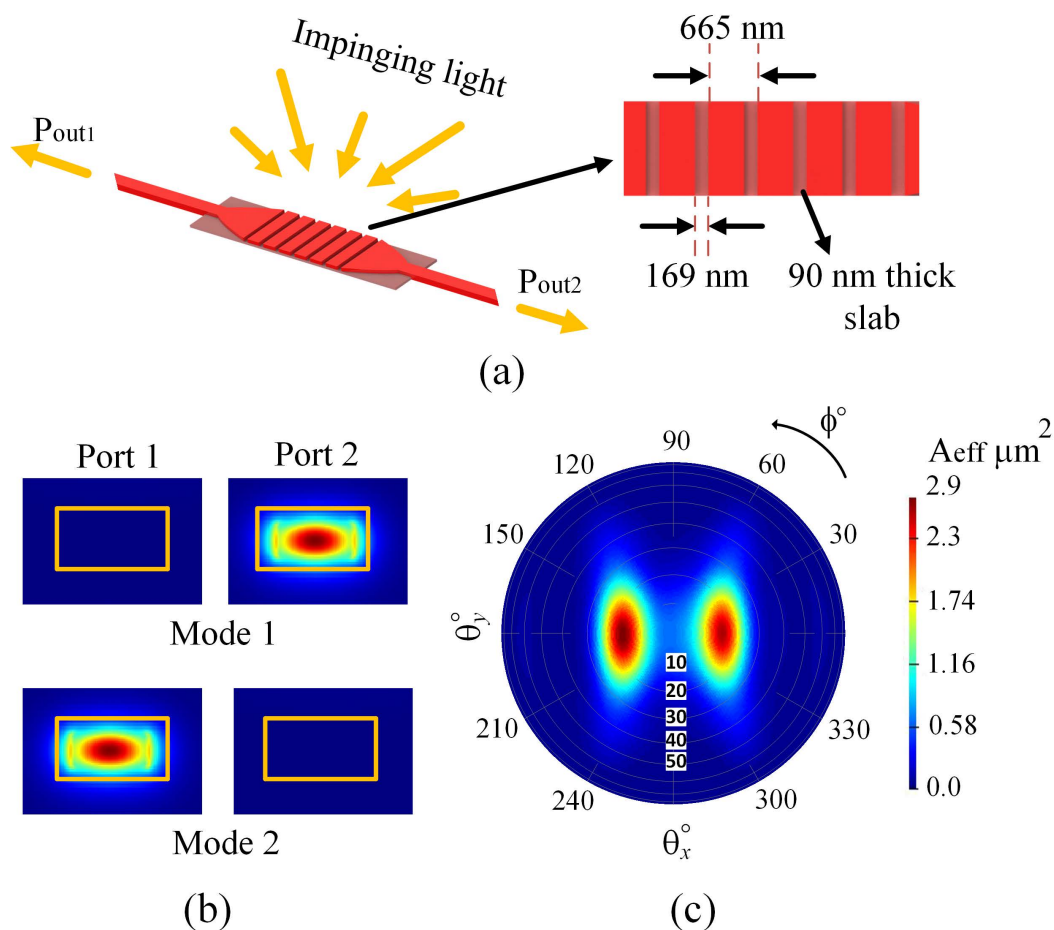 Impinging light
Pout1
Pout2
665 nm
169 nm
90 nm thick
slab
(a)
Port 1
Port 2
Mode 1
Mode 2
(b)
90
60
30
330
300
240
210
150
120
ϕ°
θy°
θx°
10
20
30
40
50
Aeff μm²
2.9
2.3
1.74
1.16
0.58
0.0
(c)